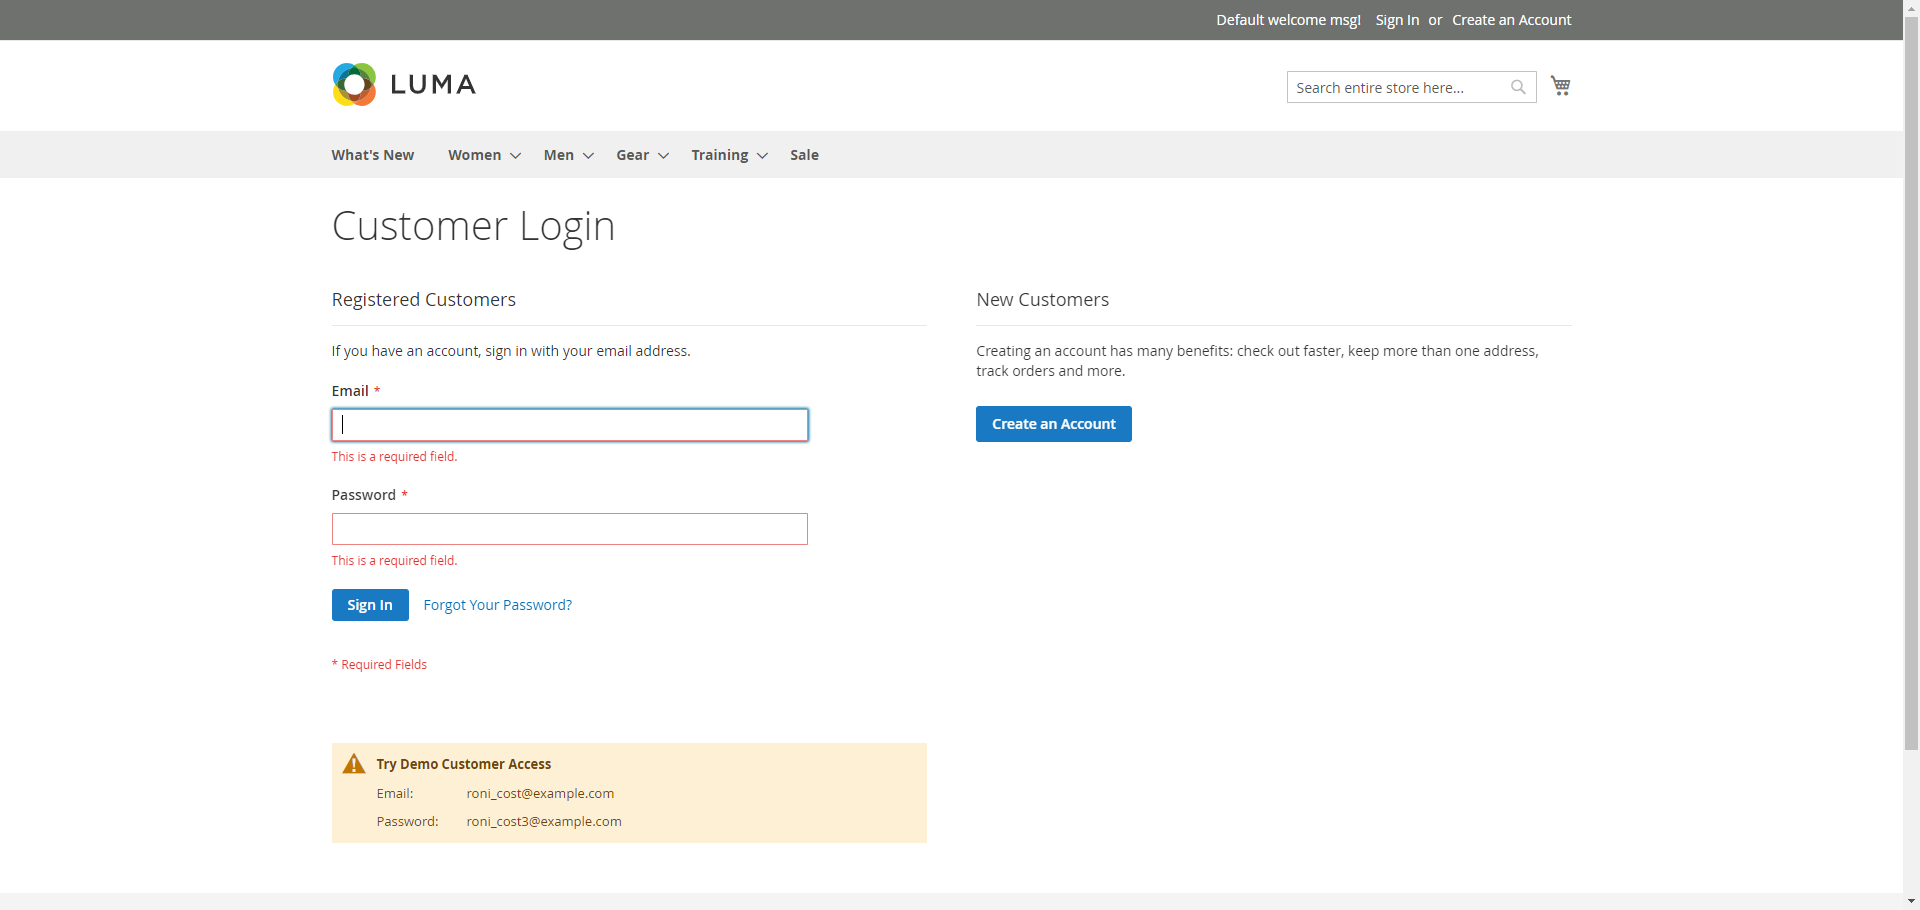 Default welcome msg! Sign In or Create an Account
LUMA
Search entire store here...
What's New Women Men Gear Training Sale
Customer Login
Registered Customers
If you have an account, sign in with your email address.
Email *
This is a required field.
Password *
This is a required field.
Sign In Forgot Your Password?
* Required Fields
New Customers
Creating an account has many benefits: check out faster, keep more than one address,
track orders and more.
Create an Account
Try Demo Customer Access
Email: roni_cost@example.com
Password: roni_cost3@example.com